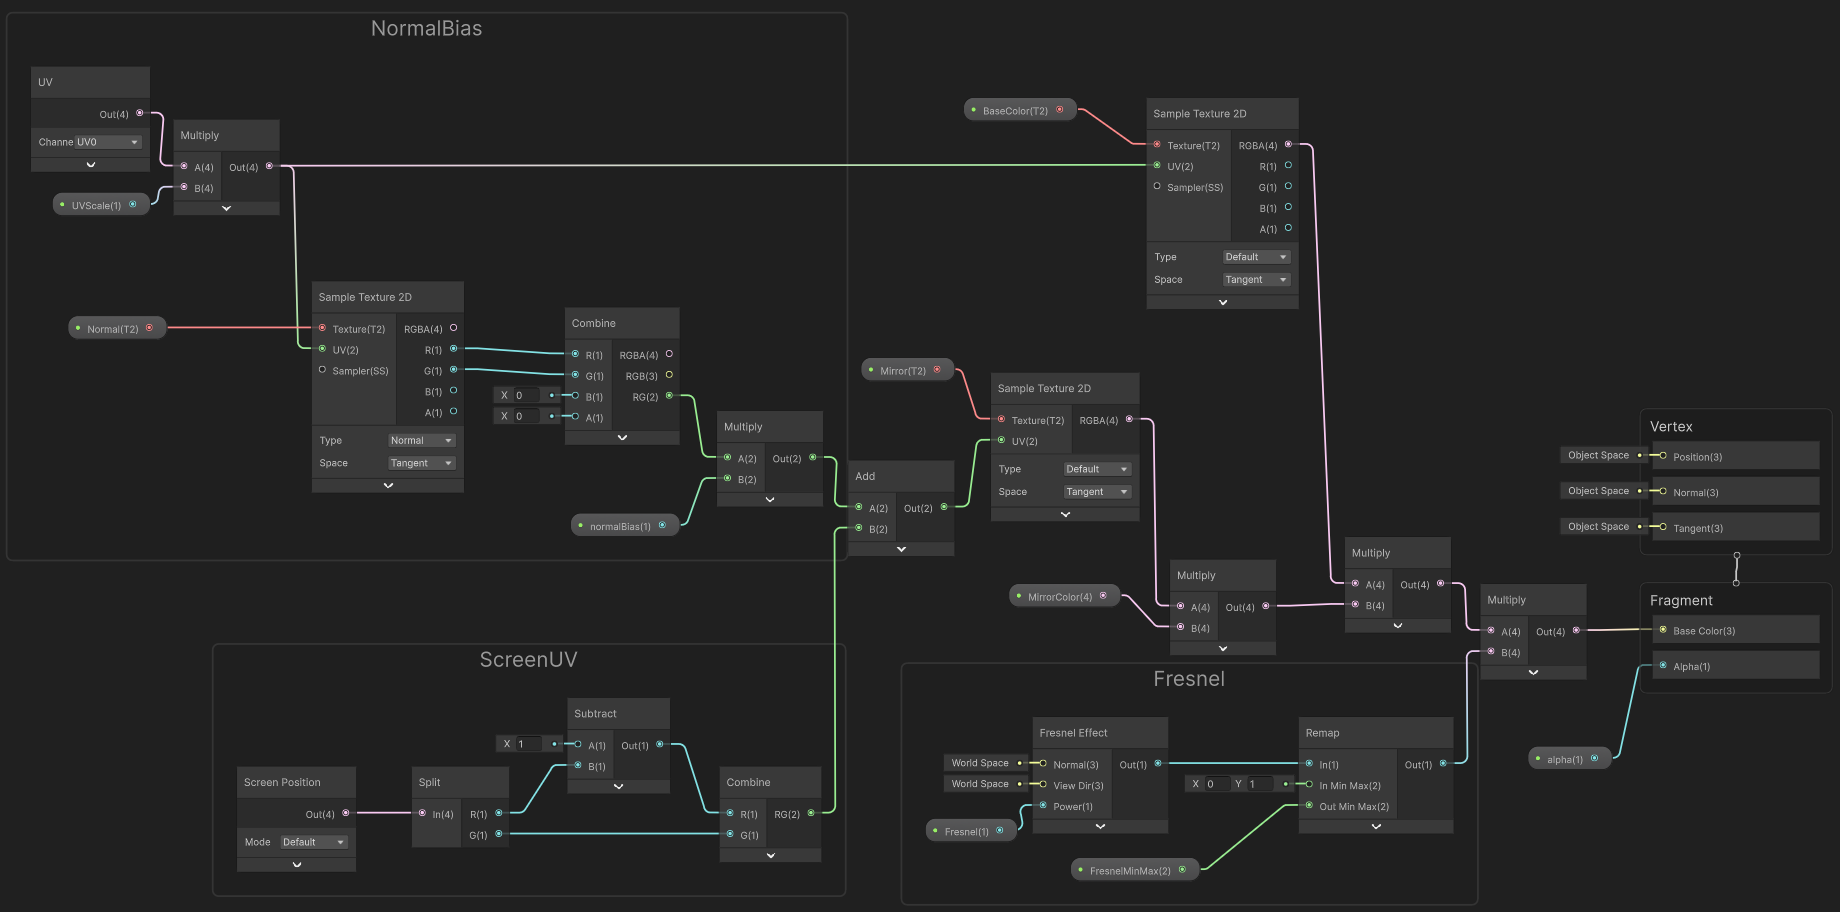 NormalBias
UV
Out(4)
Channe UV0
UVScale(1)
Multiply
A(4) Out(4)
B(4)
Normal(T2)
Sample Texture 2D
Texture(T2) RGBA(4)
UV(2) R(1)
Sampler(SS) G(1)
B(1)
A(1)
Type Normal
Space Tangent
Combine
R(1) RGBA(4)
G(1) RGB(3)
X 0 B(1) RG(2)
X 0 A(1)
normalBias(1)
Multiply
A(2) Out(2)
B(2)
Add
A(2) Out(2)
B(2)
ScreenUV
Screen Position
Out(4)
Mode Default
Split
In(4) R(1)
G(1)
Subtract
X 1 A(1) Out(1)
B(1)
Combine
R(1) RG(2)
G(1)
BaseColor(T2)
Sample Texture 2D
Texture(T2) RGBA(4)
UV(2) R(1)
Sampler(SS) G(1)
B(1)
A(1)
Type Default
Space Tangent
Mirror(T2)
Sample Texture 2D
Texture(T2) RGBA(4)
UV(2)
Type Default
Space Tangent
MirrorColor(4)
Multiply
A(4) Out(4)
B(4)
Multiply
A(4) Out(4)
B(4)
Multiply
A(4) Out(4)
B(4)
Fresnel
Fresnel Effect
World Space Normal(3) Out(1)
World Space View Dir(3)
Power(1)
Fresnel(1)
FresnelMinMax(2)
Remap
In(1) Out(1)
X 0 Y 1 In Min Max(2)
Out Min Max(2)
Vertex
Object Space Position(3)
Object Space Normal(3)
Object Space Tangent(3)
Fragment
Base Color(3)
Alpha(1)
alpha(1)